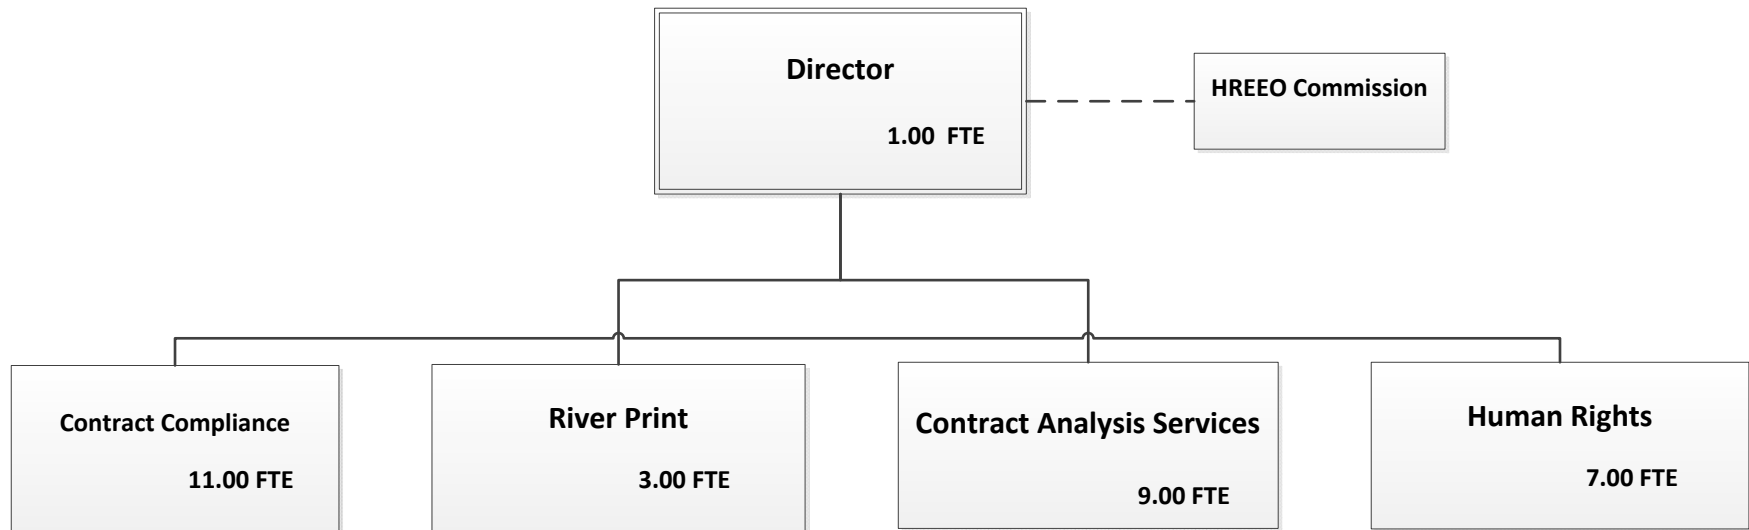 Director
1.00 FTE
HREEO Commission
Contract Compliance
11.00 FTE
River Print
3.00 FTE
Contract Analysis Services
9.00 FTE
Human Rights
7.00 FTE